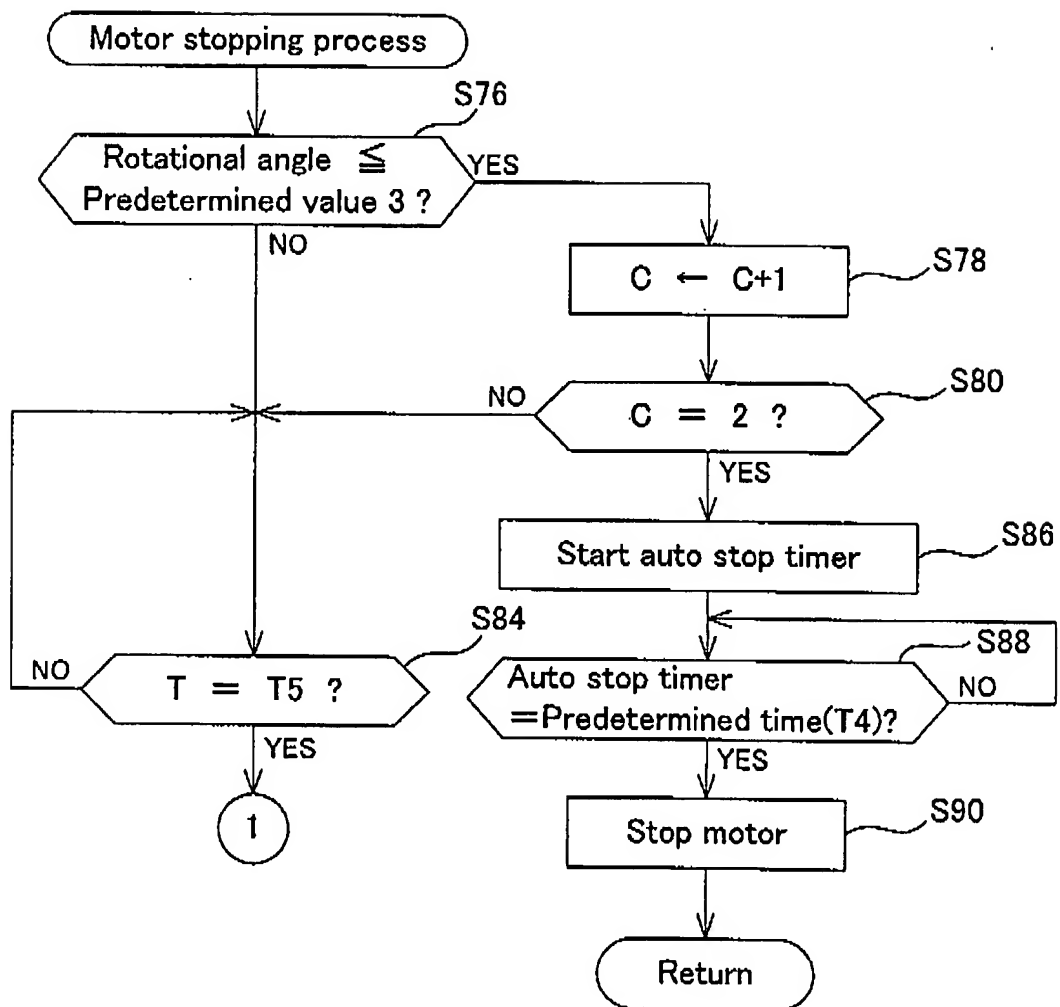 Motor stopping process
S76
Rotational angle ≦
Predetermined value 3 ?
YES
NO
C ← C+1
S78
S80
NO
C = 2 ?
YES
Start auto stop timer
S86
S84
NO
T = T5 ?
YES
1
S88
Auto stop timer
=Predetermined time(T4)?
NO
YES
Stop motor
S90
Return